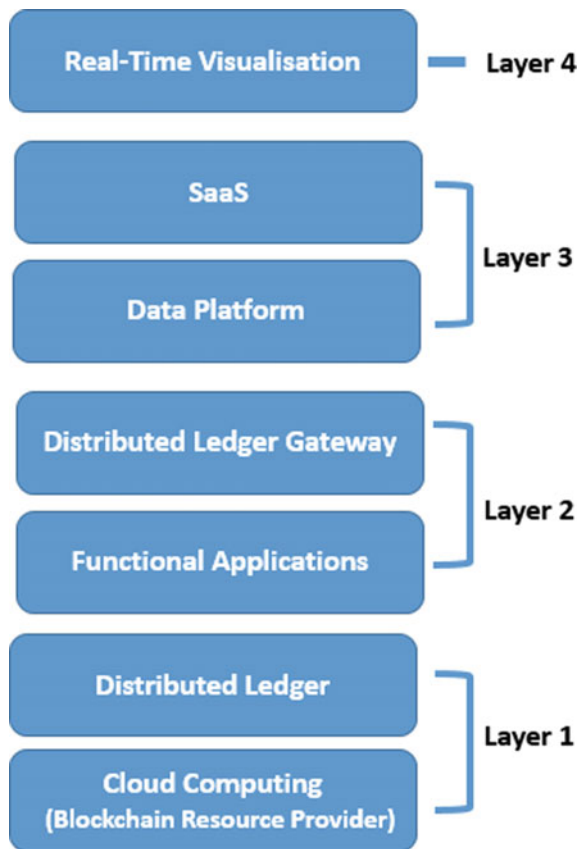 Real-Time Visualisation
Layer 4
SaaS
Layer 3
Data Platform
Distributed Ledger Gateway
Layer 2
Functional Applications
Distributed Ledger
Layer 1
Cloud Computing
(Blockchain Resource Provider)